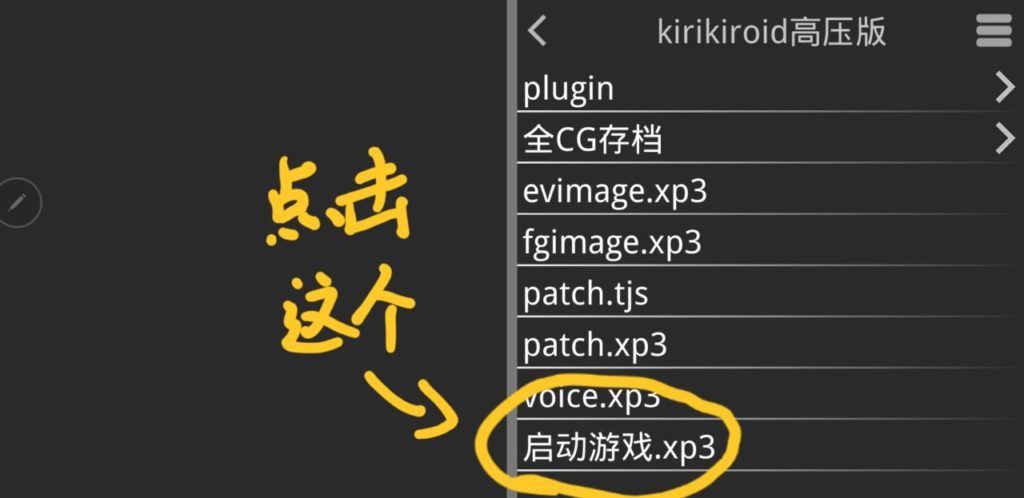 点击
这个
kirikiroid高压版
plugin
全CG存档
evimage.xp3
fgimage.xp3
patch.tjs
patch.xp3
voice.xp3
启动游戏.xp3